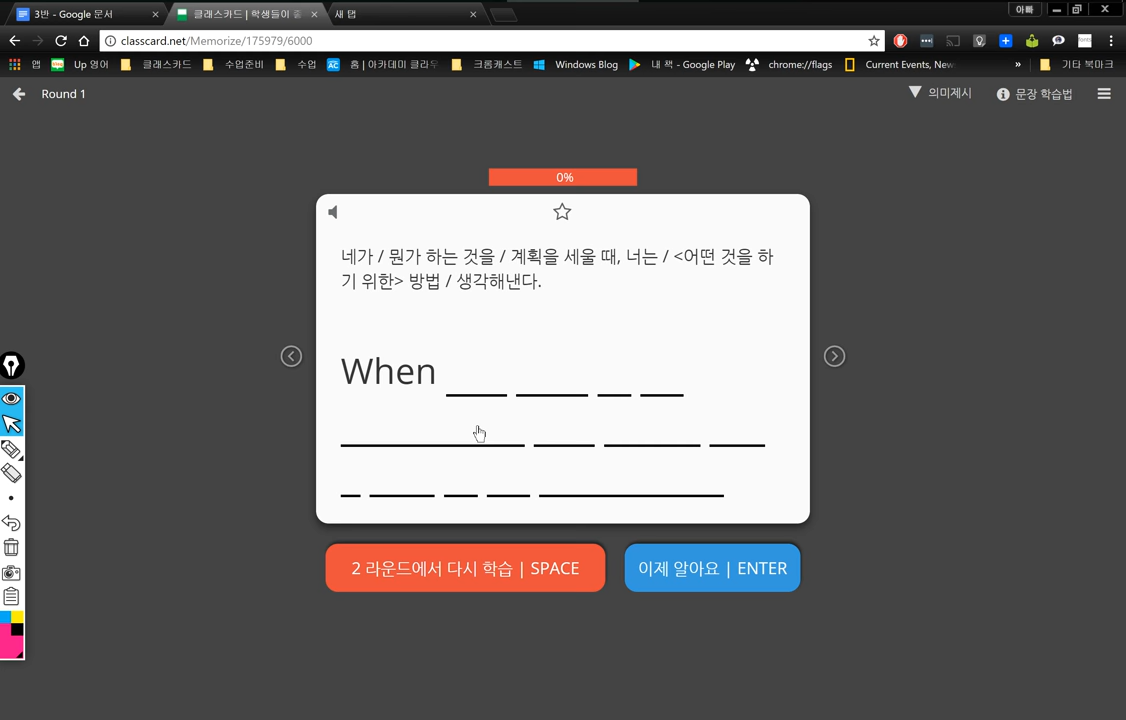 3반 - Google 문서
클래스카드 | 학생들이 좋
새 탭
아빠
classcard.net/Memorize/175979/6000
앱
Up 영어
클래스카드
수업준비
수업
홈 | 아카데미 클라우
크롬캐스트
Windows Blog
내 책 - Google Play
chrome://flags
Current Events, New
»
기타 북마크
Round 1
▼ 의미제시
문장 학습법
0%
네가 / 뭔가 하는 것을 / 계획을 세울 때, 너는 / <어떤 것을 하
기 위한> 방법 / 생각해낸다.
When
2 라운드에서 다시 학습 | SPACE
이제 알아요 | ENTER